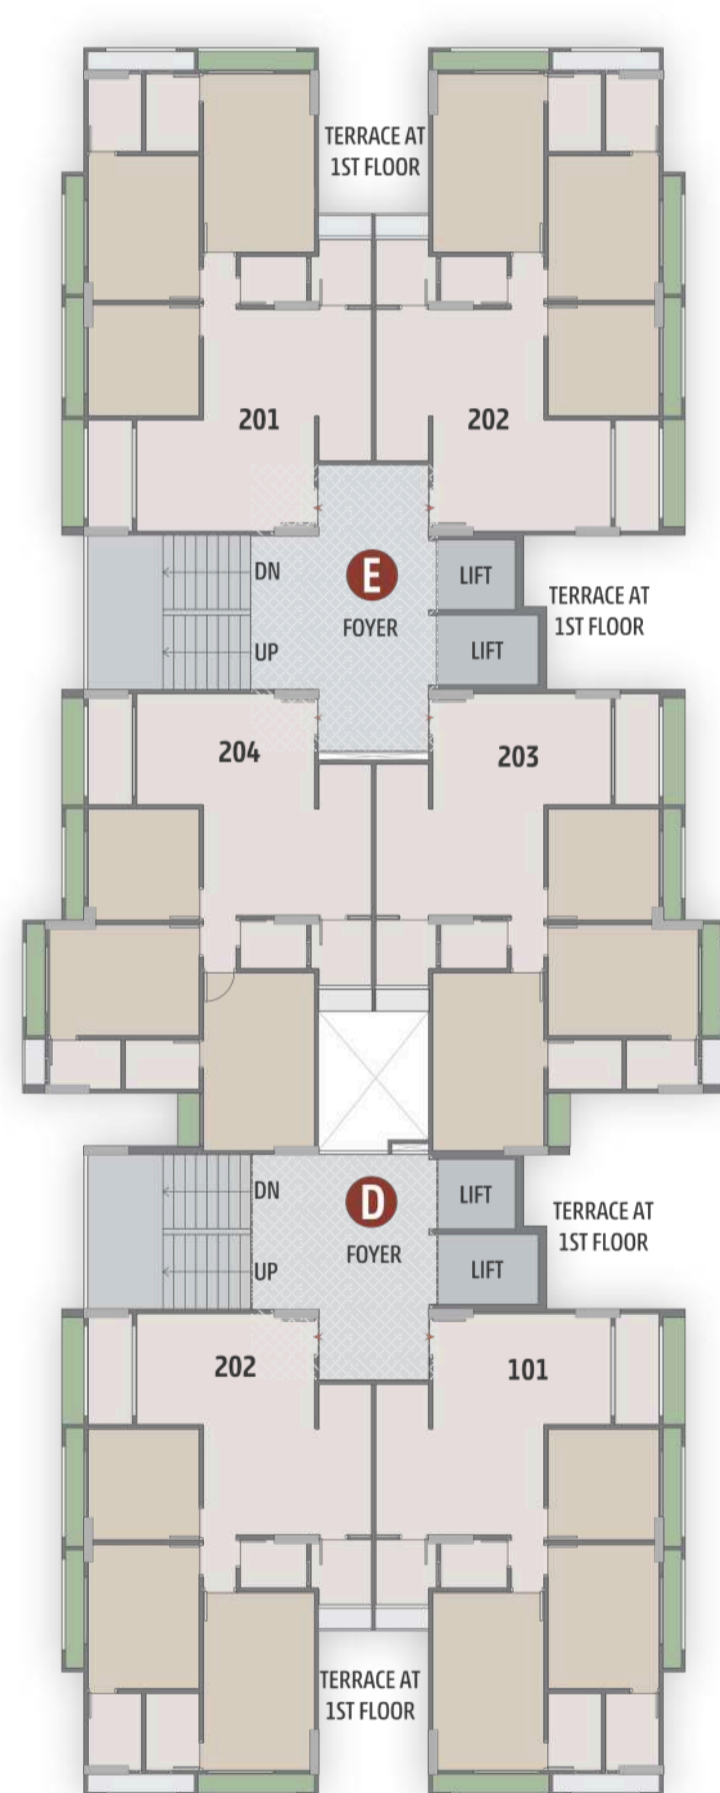 TERRACE AT
1ST FLOOR
201
202
DN
E
LIFT
FOYER
UP
LIFT
TERRACE AT
1ST FLOOR
204
203
DN
D
LIFT
FOYER
UP
LIFT
TERRACE AT
1ST FLOOR
202
101
TERRACE AT
1ST FLOOR